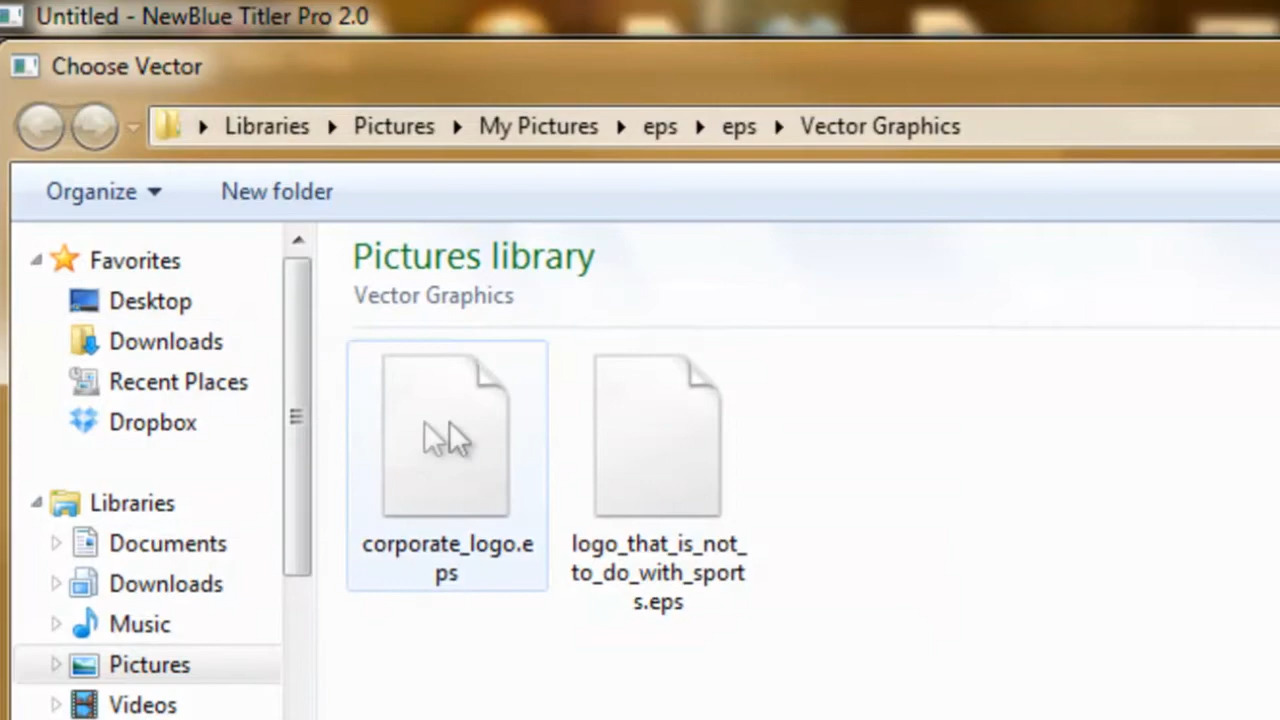 Untitled - NewBlue Titler Pro 2.0
Choose Vector
Libraries Pictures My Pictures eps eps Vector Graphics
Organize New folder
Favorites
Desktop
Downloads
Recent Places
Dropbox
Libraries
Documents
Downloads
Music
Pictures
Videos
Pictures library
Vector Graphics
corporate_logo.e
ps
logo_that_is_not_
to_do_with_sport
s.eps